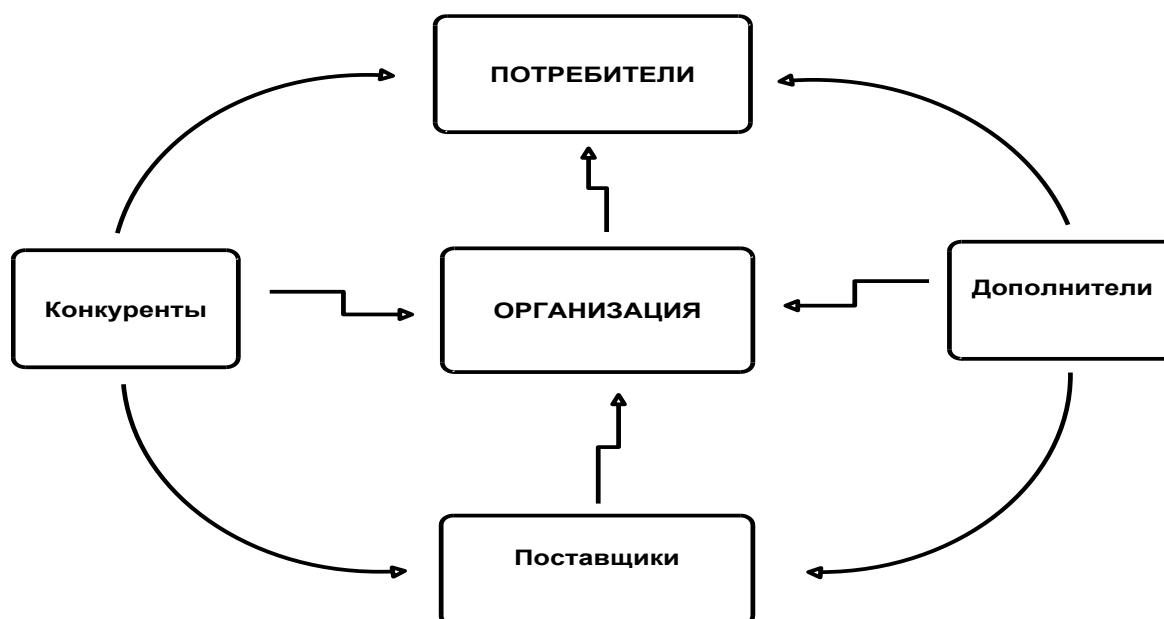 ПОТРЕБИТЕЛИ
Конкуренты
ОРГАНИЗАЦИЯ
Дополнители
Поставщики